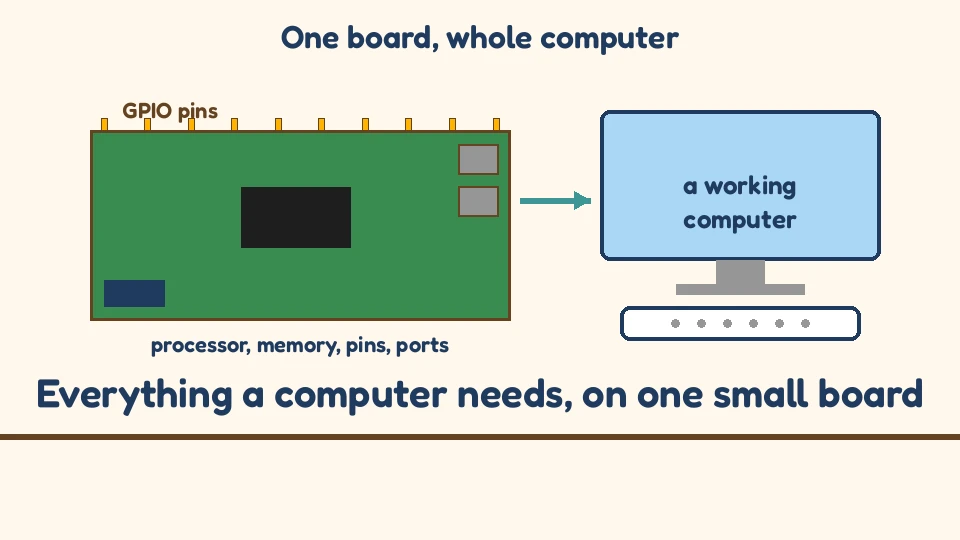 One board, whole computer
GPIO pins
a working
computer
processor, memory, pins, ports
Everything a computer needs, on one small board